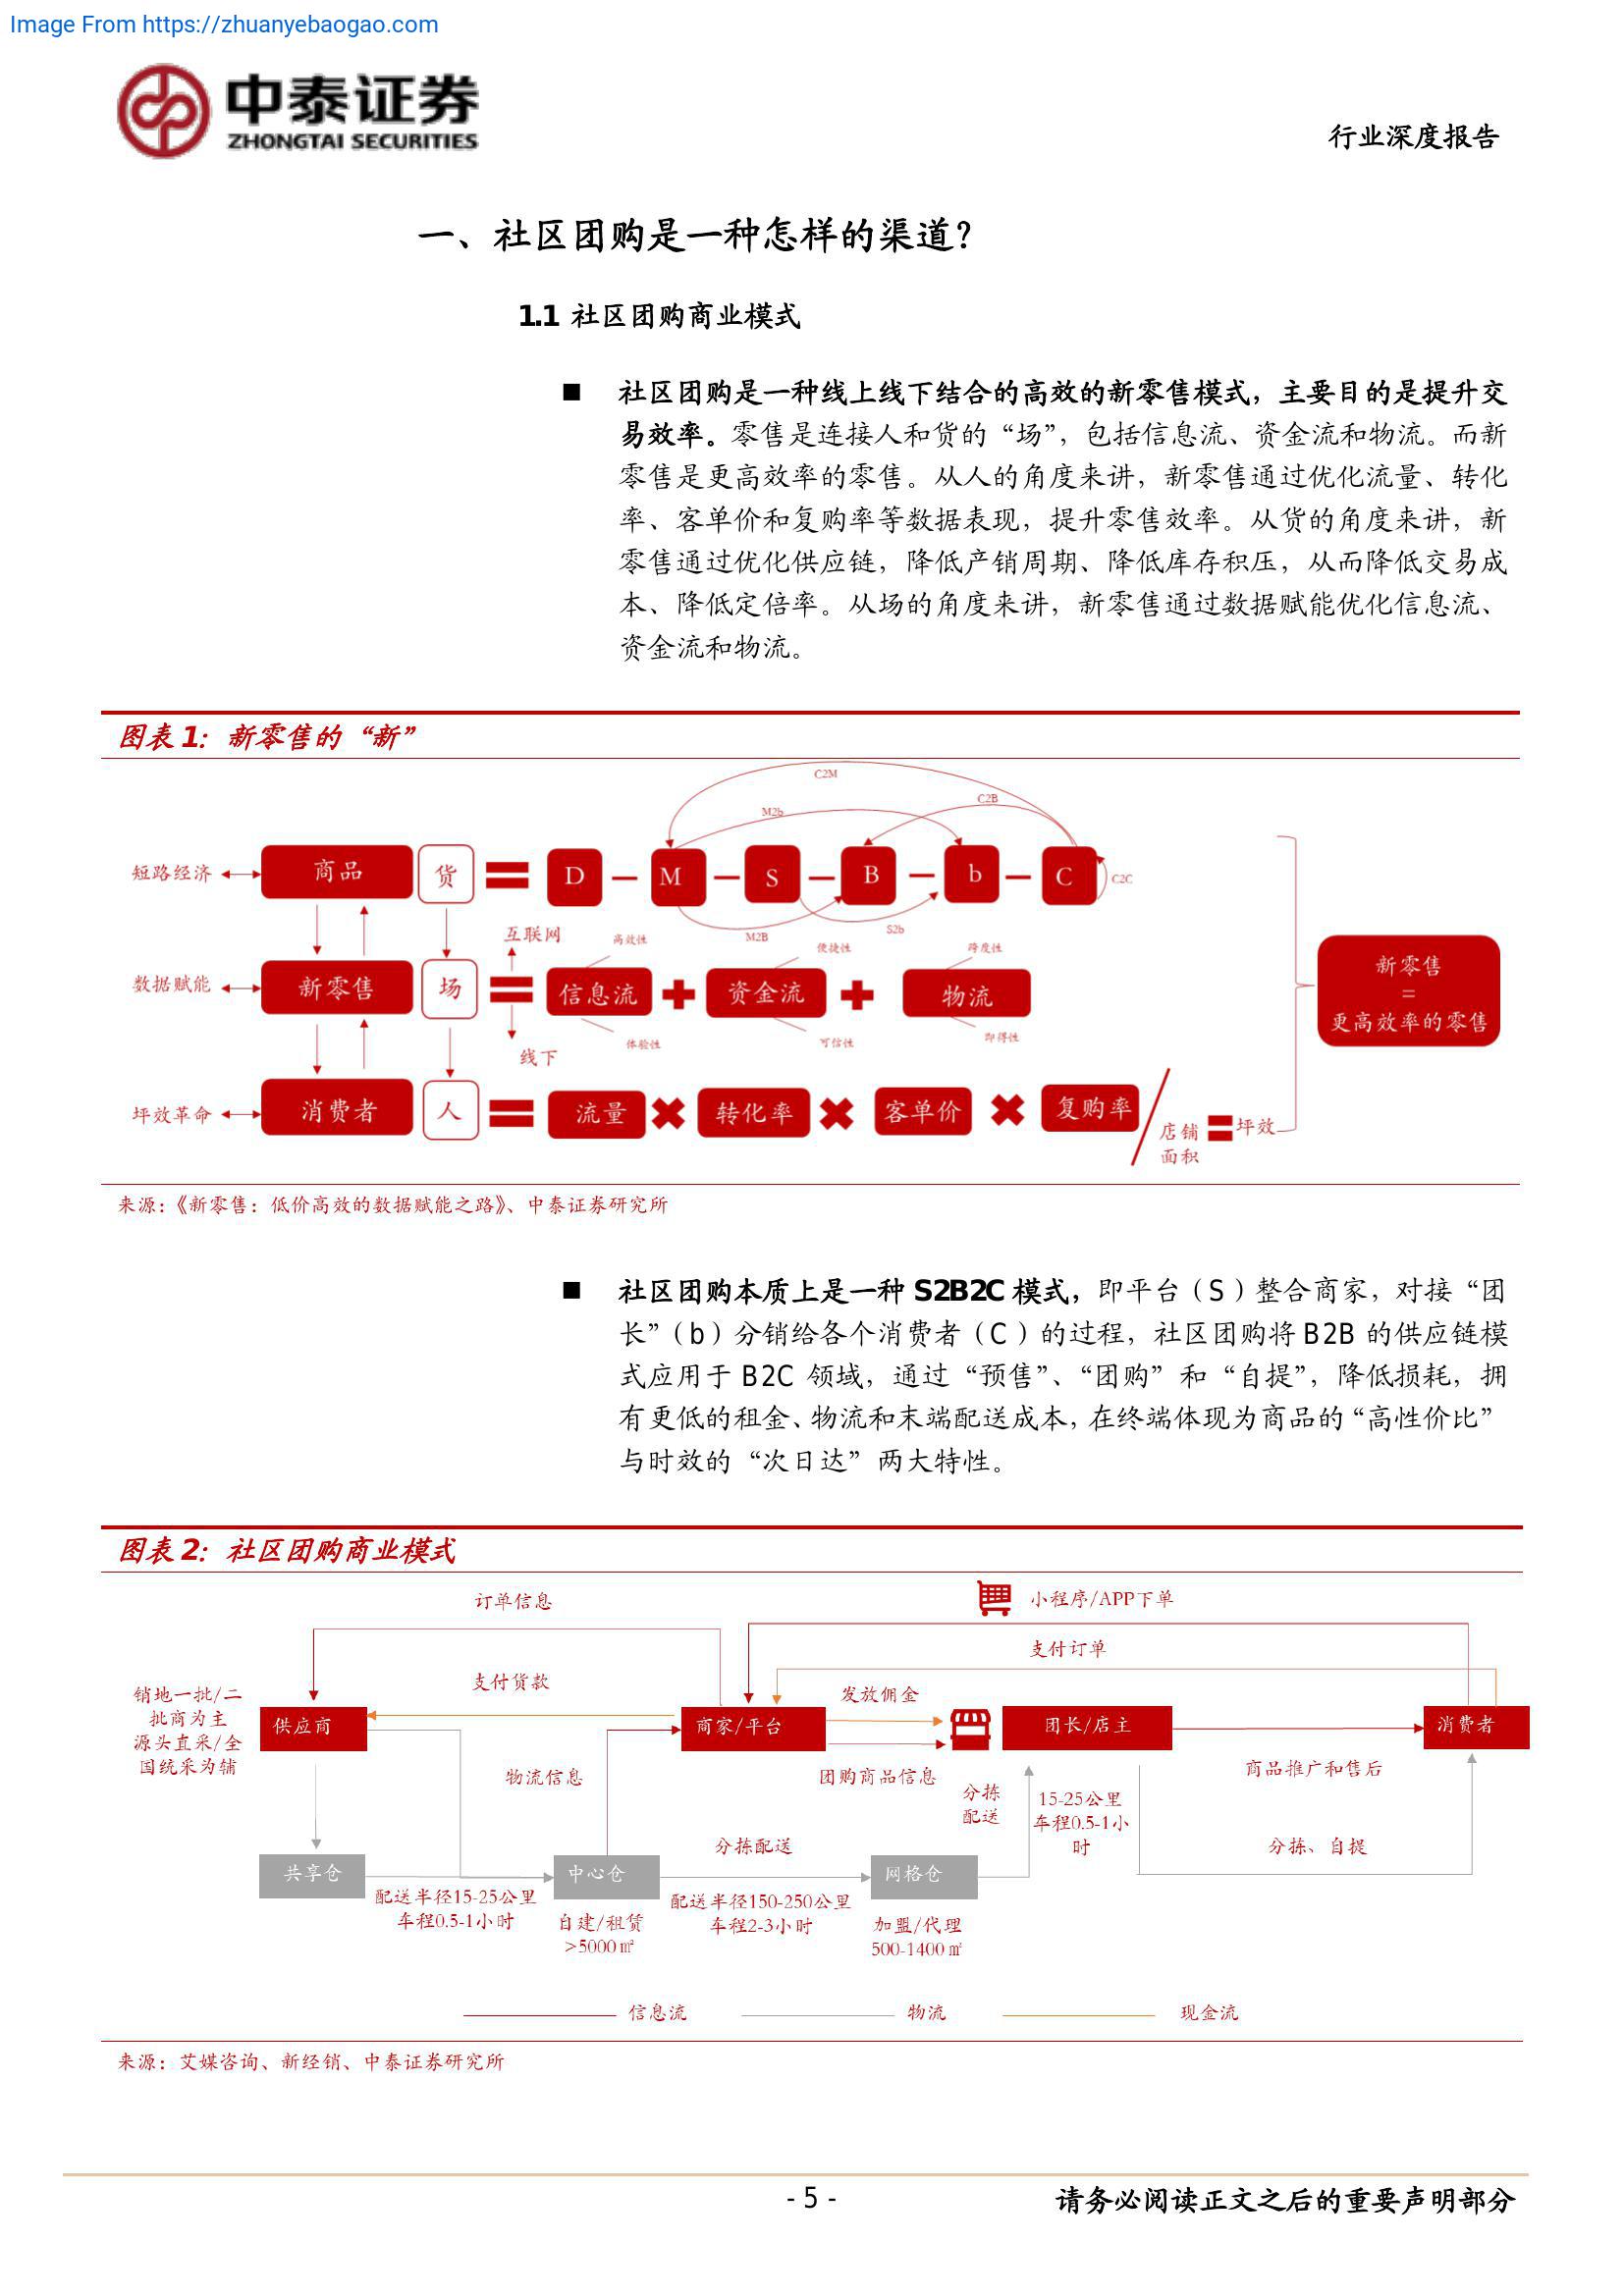 Image From https://zhuanyebaogao.com
中泰证券
ZHONGTAI SECURITIES
行业深度报告
一、社区团购是一种怎样的渠道?
1.1 社区团购商业模式
■ 社区团购是一种线上线下结合的高效的新零售模式，主要目的是提升交
易效率。零售是连接人和货的“场”，包括信息流、资金流和物流。而新
零售是更高效率的零售。从人的角度来讲，新零售通过优化流量、转化
率、客单价和复购率等数据表现，提升零售效率。从货的角度来讲，新
零售通过优化供应链，降低产销周期、降低库存积压，从而降低交易成
本、降低定倍率。从场的角度来讲，新零售通过数据赋能优化信息流、
资金流和物流。
图表 1：新零售的“新”
C2M
M2b
C2B
短路经济
商品
货
D
M
S
B
b
C
C2C
M2B
S2b
互联网
高效性
便捷性
跨度性
数据赋能
新零售
场
信息流
资金流
物流
线下
体验性
可信性
即得性
新零售
=
更高效率的零售
坪效革命
消费者
人
流量
转化率
客单价
复购率
店铺
面积
坪效
来源：《新零售：低价高效的数据赋能之路》、中泰证券研究所
■ 社区团购本质上是一种 S2B2C 模式，即平台（S）整合商家，对接“团
长”（b）分销给各个消费者（C）的过程，社区团购将 B2B 的供应链模
式应用于 B2C 领域，通过“预售”、“团购”和“自提”，降低损耗，拥
有更低的租金、物流和末端配送成本，在终端体现为商品的“高性价比”
与时效的“次日达”两大特性。
图表 2：社区团购商业模式
订单信息
小程序/APP下单
支付订单
支付货款
发放佣金
销地一批/二
批商为主
源头直采/全
国统采为辅
供应商
商家/平台
团长/店主
消费者
物流信息
团购商品信息
商品推广和售后
分拣
配送
15-25公里
车程0.5-1小
时
分拣配送
分拣、自提
共享仓
中心仓
网格仓
配送半径15-25公里
车程0.5-1小时
自建/租赁
>5000㎡
配送半径150-250公里
车程2-3小时
加盟/代理
500-1400㎡
信息流
物流
现金流
来源：艾媒咨询、新经销、中泰证券研究所
- 5 -
请务必阅读正文之后的重要声明部分